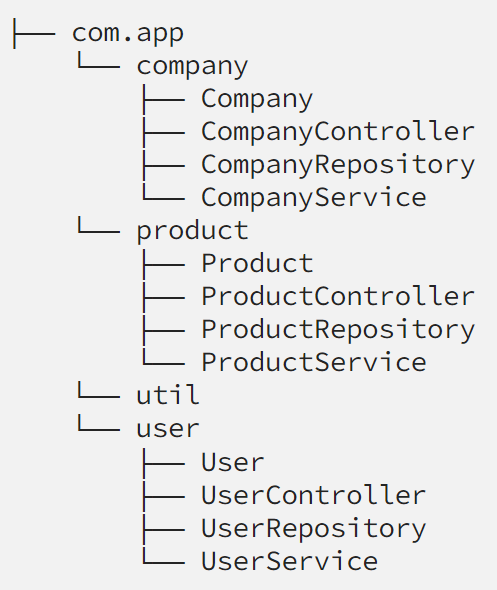 ├── com.app
    └── company
        ├── Company
        ├── CompanyController
        ├── CompanyRepository
        └── CompanyService
    └── product
        ├── Product
        ├── ProductController
        ├── ProductRepository
        └── ProductService
    └── util
    └── user
        ├── User
        ├── UserController
        ├── UserRepository
        └── UserService